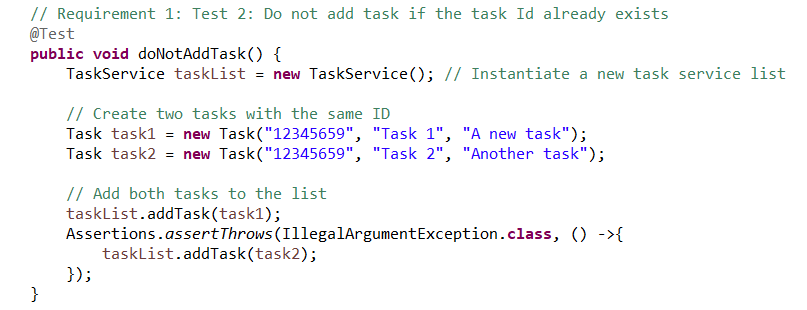 // Requirement 1: Test 2: Do not add task if the task Id already exists
@Test
public void doNotAddTask() {
    TaskService taskList = new TaskService(); // Instantiate a new task service list

    // Create two tasks with the same ID
    Task task1 = new Task("12345659", "Task 1", "A new task");
    Task task2 = new Task("12345659", "Task 2", "Another task");

    // Add both tasks to the list
    taskList.addTask(task1);
    Assertions.assertThrows(IllegalArgumentException.class, () ->{
        taskList.addTask(task2);
    });
}